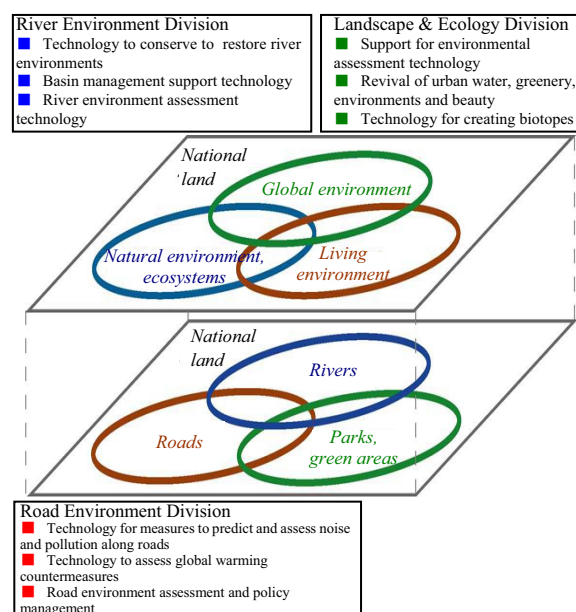 River Environment Division
■ Technology to conserve to restore river
environments
■ Basin management support technology
■ River environment assessment
technology
Landscape & Ecology Division
■ Support for environmental
assessment technology
■ Revival of urban water, greenery,
environments and beauty
■ Technology for creating biotopes
National
land
Global environment
Natural environment,
ecosystems
Living
environment
National
land
Rivers
Roads
Parks,
green areas
Road Environment Division
■ Technology for measures to predict and assess noise
and pollution along roads
■ Technology to assess global warming
countermeasures
■ Road environment assessment and policy
management